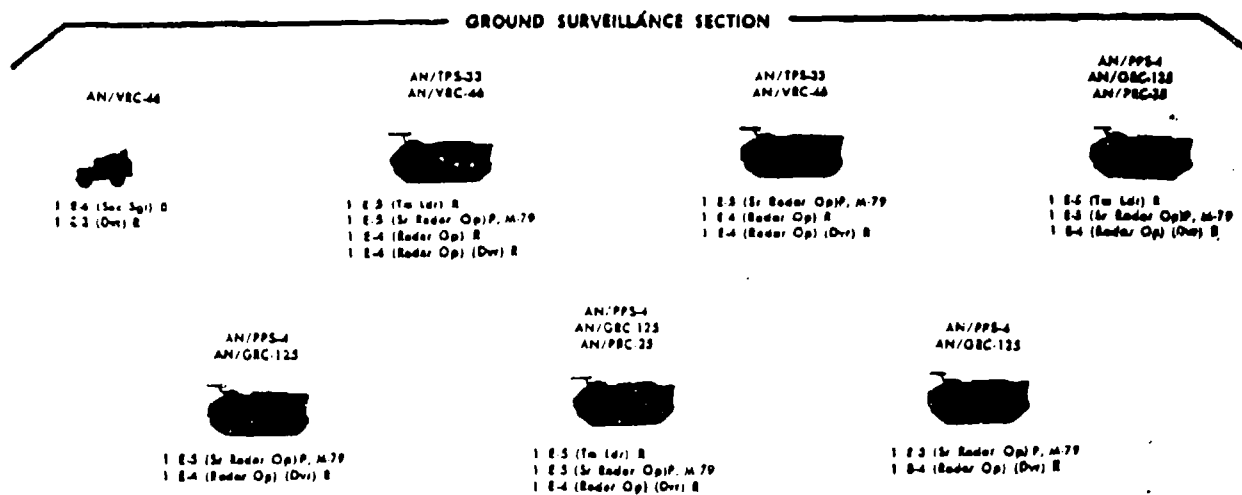 GROUND SURVEILLANCE SECTION
AN/VRC-46
1 E-6 (Sec Sgt) R
1 E-3 (Dvr) R
AN/TPS-33
AN/VRC-46
1 E-5 (Tm Ldr) R
1 E-5 (Sr Radar Op)P, M-79
1 E-4 (Radar Op) R
1 E-4 (Radar Op) (Dvr) R
AN/TPS-33
AN/VRC-46
1 E-5 (Sr Radar Op)P, M-79
1 E-4 (Radar Op) R
1 E-4 (Radar Op) (Dvr) R
AN/PPS-4
AN/GRC-125
AN/PRC-25
1 E-5 (Tm Ldr) R
1 E-5 (Sr Radar Op)P, M-79
1 E-4 (Radar Op) (Dvr) R
AN/PPS-4
AN/GRC-125
1 E-5 (Sr Radar Op)P, M-79
1 E-4 (Radar Op) (Dvr) R
AN/PPS-4
AN/GRC-125
AN/PRC-25
1 E-5 (Tm Ldr) R
1 E-5 (Sr Radar Op)P, M-79
1 E-4 (Radar Op) (Dvr) R
AN/PPS-4
AN/GRC-125
1 E-5 (Sr Radar Op)P, M-79
1 E-4 (Radar Op) (Dvr) R